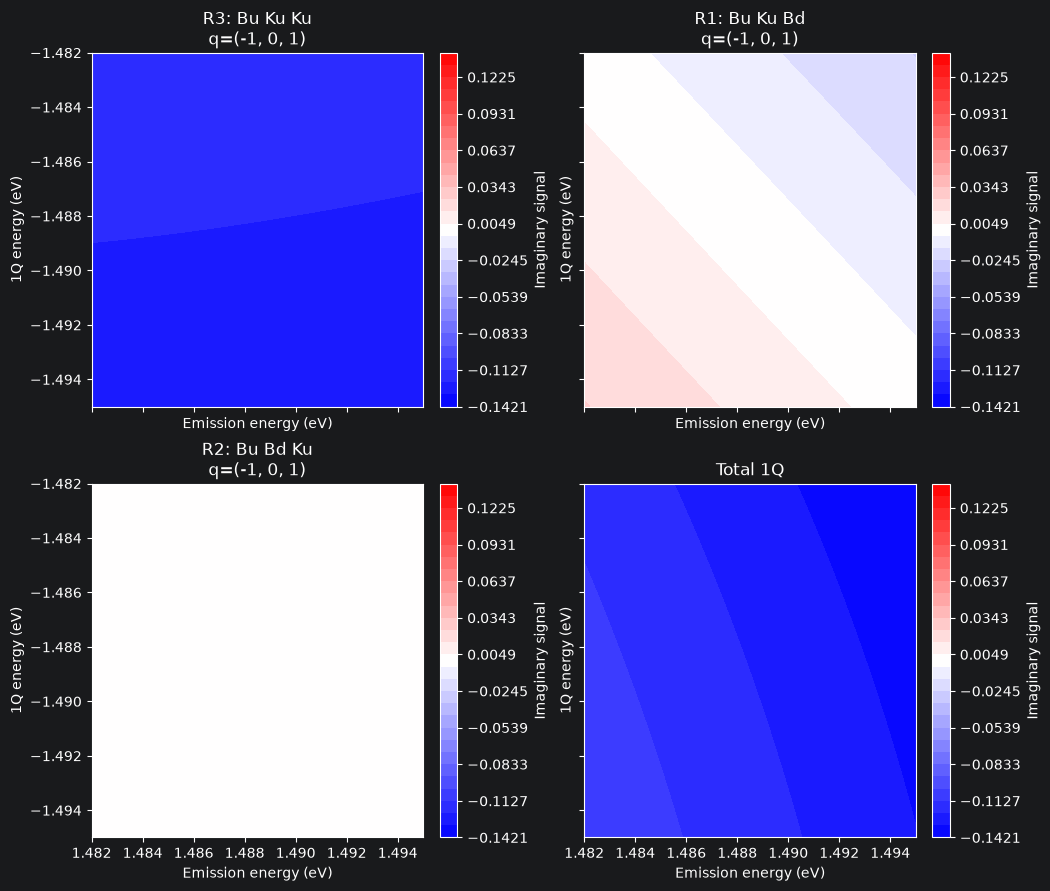 R3: Bu Ku Ku
q=(-1, 0, 1)
−1.482
−1.484
−1.486
−1.488
−1.490
−1.492
−1.494
1Q energy (eV)
Emission energy (eV)
0.1225
0.0931
0.0637
0.0343
0.0049
−0.0245
−0.0539
−0.0833
−0.1127
−0.1421
Imaginary signal
R1: Bu Ku Bd
q=(-1, 0, 1)
1Q energy (eV)
Emission energy (eV)
0.1225
0.0931
0.0637
0.0343
0.0049
−0.0245
−0.0539
−0.0833
−0.1127
−0.1421
Imaginary signal
R2: Bu Bd Ku
q=(-1, 0, 1)
−1.482
−1.484
−1.486
−1.488
−1.490
−1.492
−1.494
1Q energy (eV)
1.482 1.484 1.486 1.488 1.490 1.492 1.494
Emission energy (eV)
0.1225
0.0931
0.0637
0.0343
0.0049
−0.0245
−0.0539
−0.0833
−0.1127
−0.1421
Imaginary signal
Total 1Q
1Q energy (eV)
1.482 1.484 1.486 1.488 1.490 1.492 1.494
Emission energy (eV)
0.1225
0.0931
0.0637
0.0343
0.0049
−0.0245
−0.0539
−0.0833
−0.1127
−0.1421
Imaginary signal